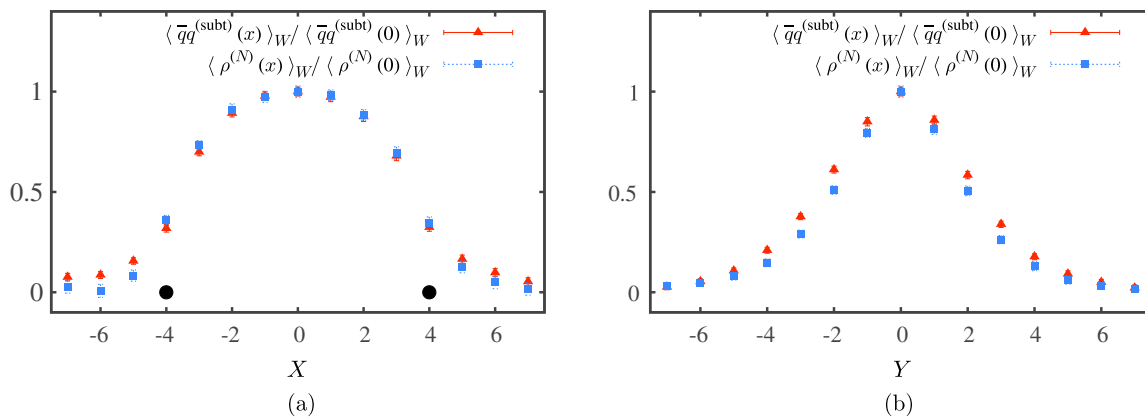 ⟨ q̅q^(subt) (x) ⟩_W / ⟨ q̅q^(subt) (0) ⟩_W
⟨ ρ^(N) (x) ⟩_W / ⟨ ρ^(N) (0) ⟩_W
1
0.5
0
-6 -4 -2 0 2 4 6
X
(a)
⟨ q̅q^(subt) (x) ⟩_W / ⟨ q̅q^(subt) (0) ⟩_W
⟨ ρ^(N) (x) ⟩_W / ⟨ ρ^(N) (0) ⟩_W
1
0.5
0
-6 -4 -2 0 2 4 6
Y
(b)